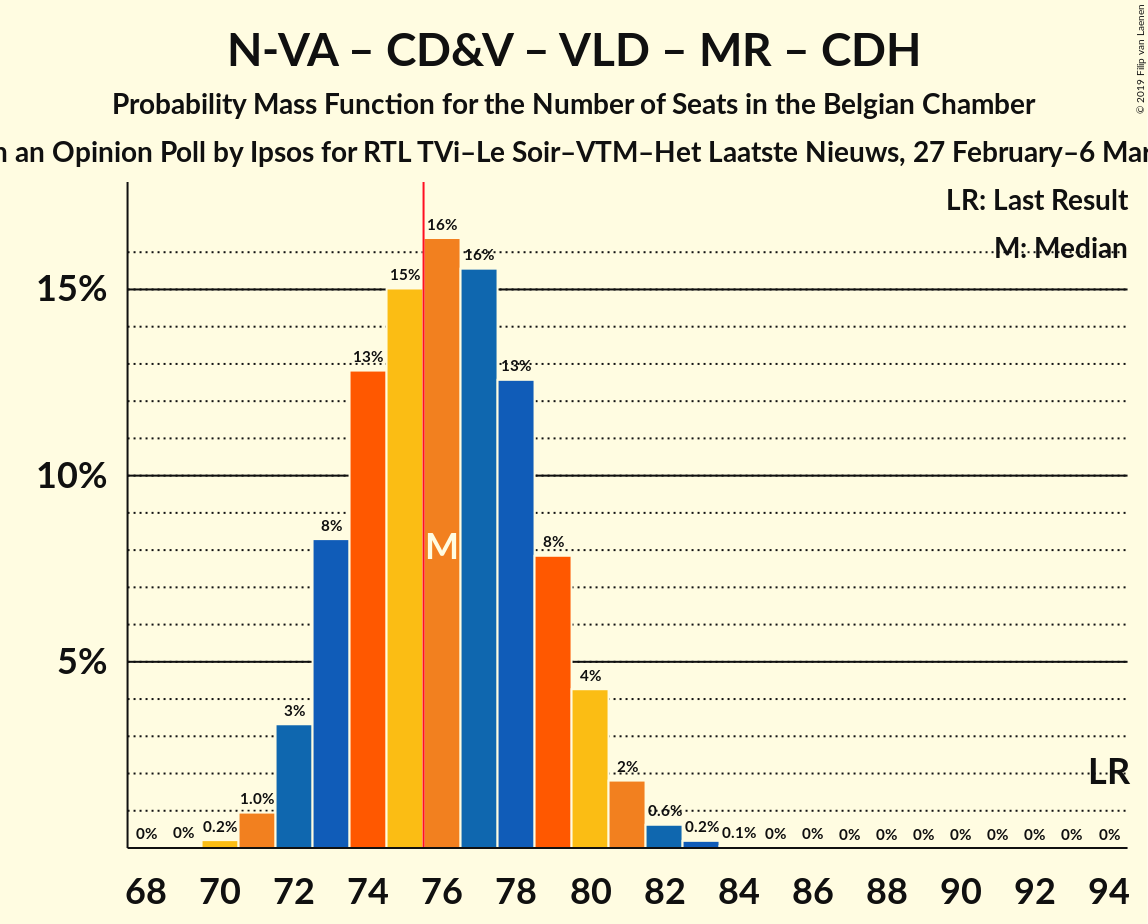 N-VA – CD&V – VLD – MR – CDH
Probability Mass Function for the Number of Seats in the Belgian Chamber
an Opinion Poll by Ipsos for RTL TVi–Le Soir–VTM–Het Laatste Nieuws, 27 February–6 Mar
© 2019 Filip van Laenen
LR: Last Result
M: Median
15%
10%
5%
0% 0% 0.2% 1.0% 3% 8% 13% 15% 16% 16% 13% 8% 4% 2% 0.6% 0.2% 0.1% 0% 0% 0% 0% 0% 0% 0% 0% 0% 0%
M
LR
68 70 72 74 76 78 80 82 84 86 88 90 92 94